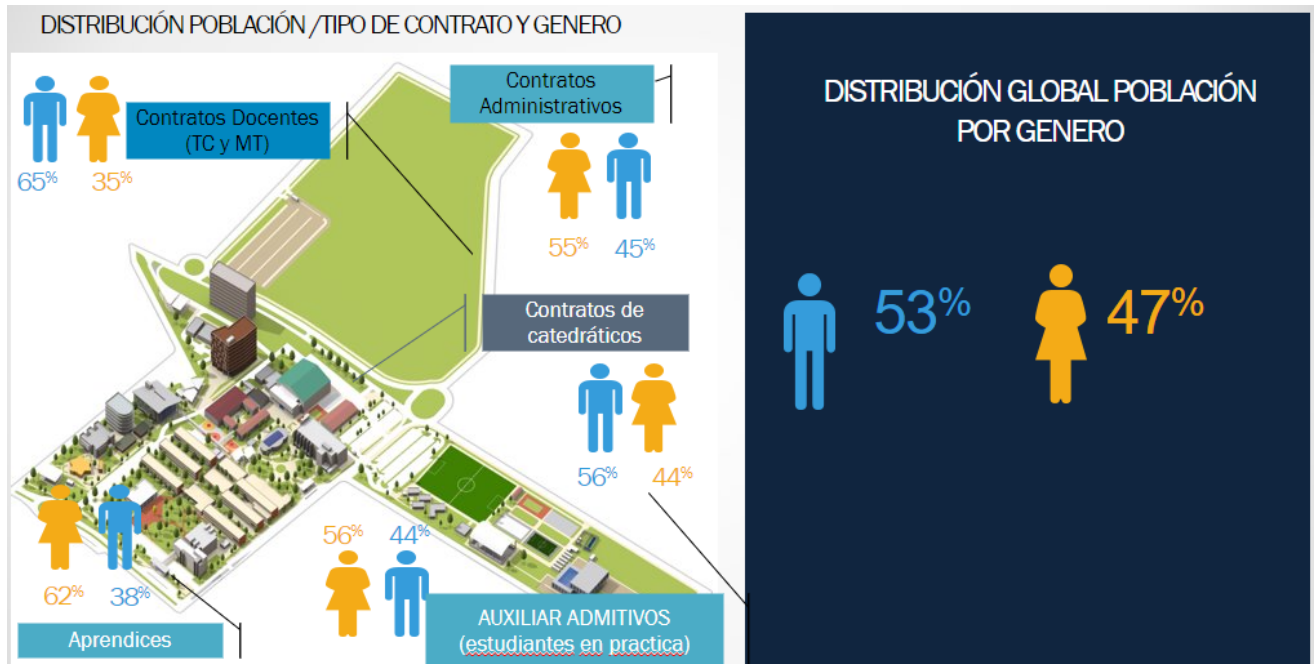 DISTRIBUCIÓN POBLACIÓN /TIPO DE CONTRATO Y GENERO
Contratos Docentes
(TC y MT)
65% 35%
Contratos
Administrativos
55% 45%
Contratos de
catedráticos
56% 44%
62% 38%
Aprendices
56% 44%
AUXILIAR ADMITIVOS
(estudiantes en practica)
DISTRIBUCIÓN GLOBAL POBLACIÓN
POR GENERO
53% 47%